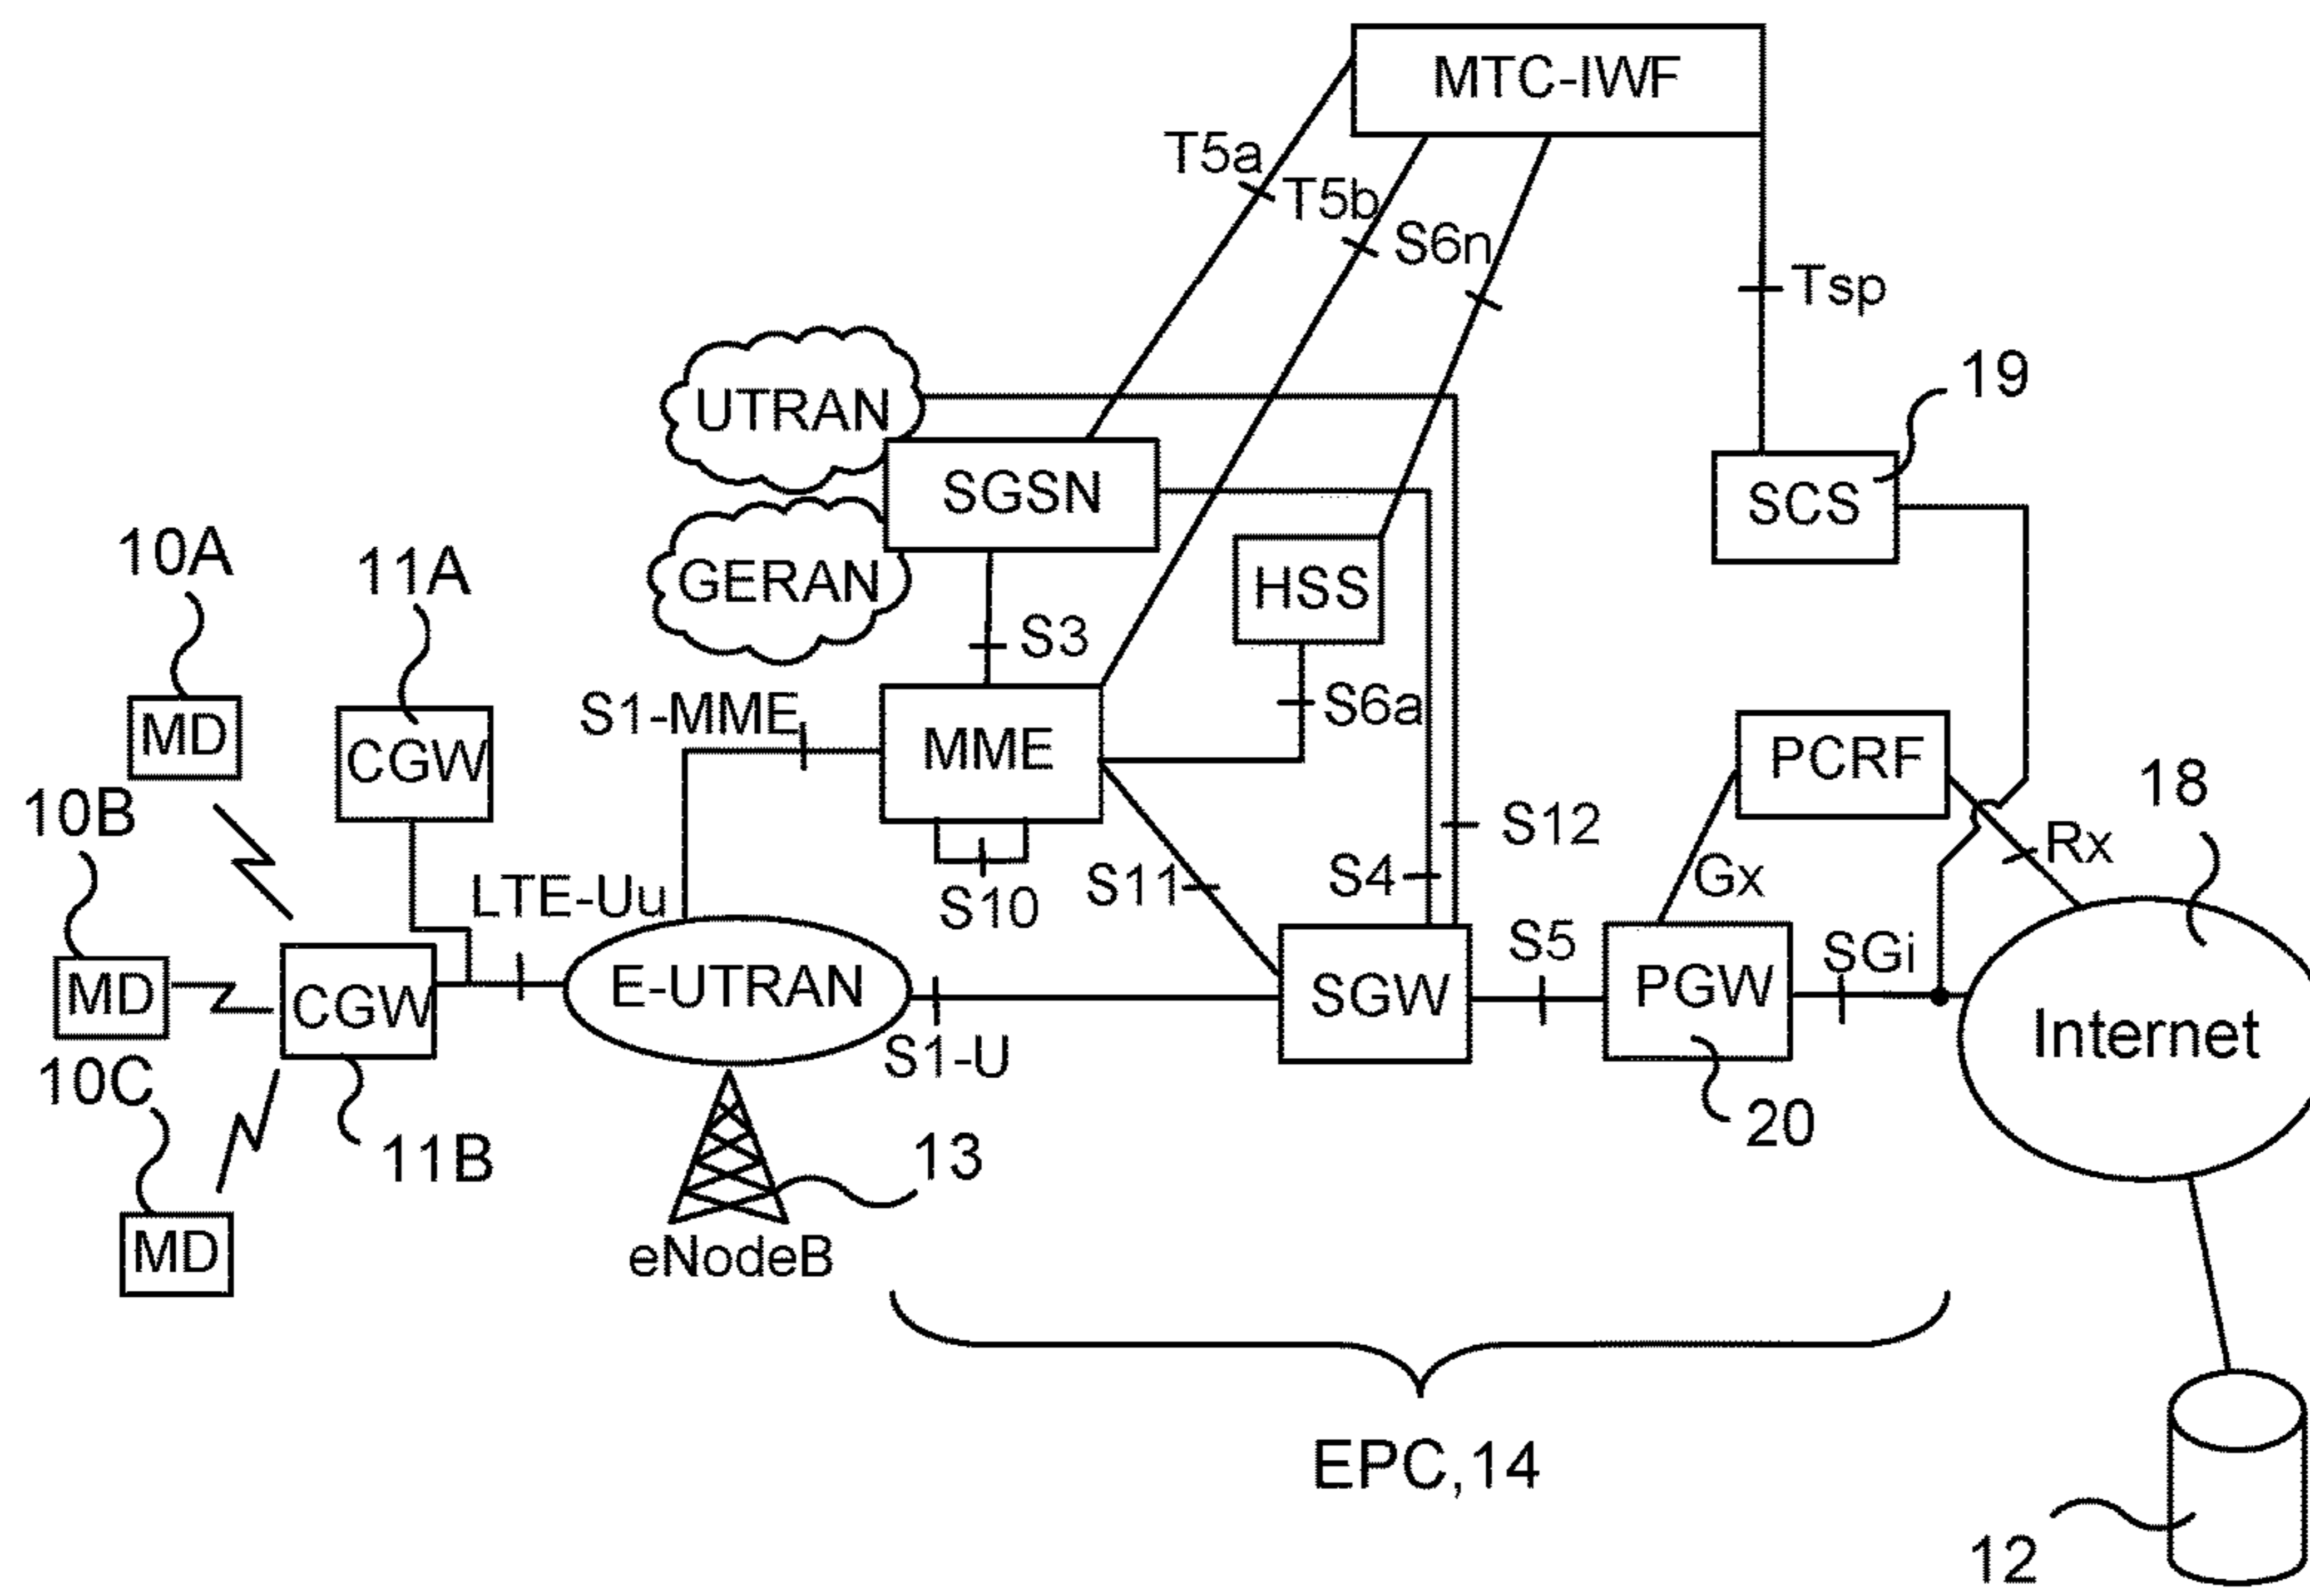 MTC-IWF
T5a
T5b
S6n
Tsp
19
UTRAN
SGSN
SCS
10A
11A
GERAN
HSS
S3
S1-MME
S6a
MD
CGW
MME
PCRF
18
10B
S12
Rx
LTE-Uu
S10
S11
S4
Gx
S5
SGi
MD
CGW
E-UTRAN
SGW
PGW
Internet
S1-U
10C
20
11B
13
MD
eNodeB
EPC,14
12